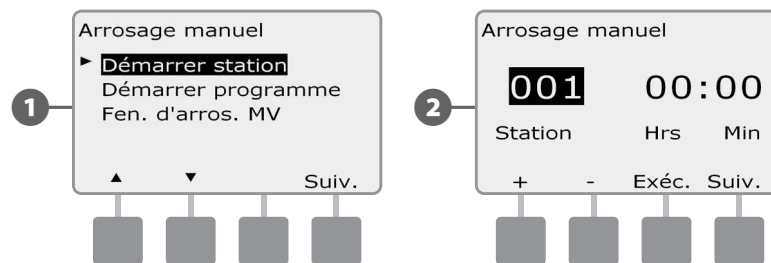 1
Arrosage manuel
► Démarrer station
Démarrer programme
Fen. d'arros. MV
▲ ▼ Suiv.
2
Arrosage manuel
001 00:00
Station Hrs Min
+ - Exéc. Suiv.